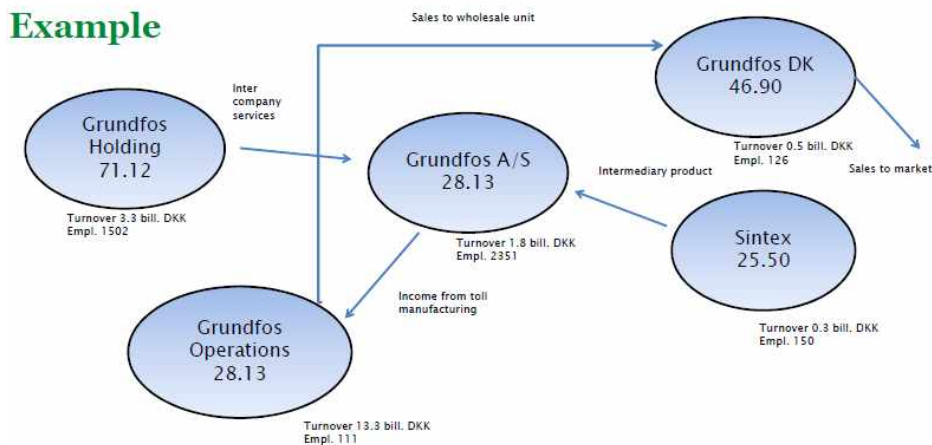 Example
Sales to wholesale unit
Grundfos DK
46.90
Turnover 0.5 bill. DKK
Empl. 126
Sales to market
Inter
company
services
Grundfos
Holding
71.12
Turnover 3.3 bill. DKK
Empl. 1502
Grundfos A/S
28.13
Turnover 1.8 bill. DKK
Empl. 2351
Intermediary product
Sintex
25.50
Turnover 0.3 bill. DKK
Empl. 150
Income from toll
manufacturing
Grundfos
Operations
28.13
Turnover 13.3 bill. DKK
Empl. 111